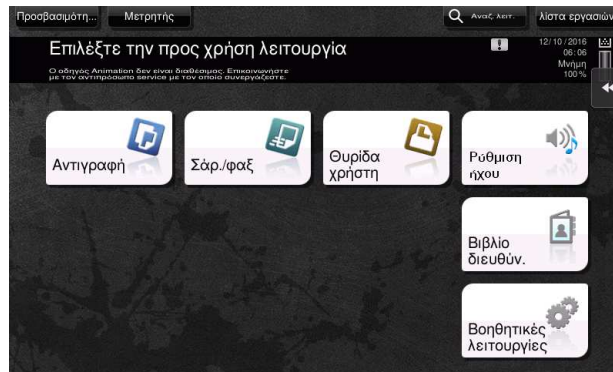 Προσβασιμότη...
Μετρητής
Αναζ. λειτ.
λίστα εργασιών
Επιλέξτε την προς χρήση λειτουργία
Ο οδηγός Animation δεν είναι διαθέσιμος. Επικοινωνήστε
με τον αντιπρόσωπο service με τον οποίο συνεργάζεστε.
12/10/2016
06:06
Μνήμη
100%
Αντιγραφή
Σάρ./φαξ
Θυρίδα
χρήστη
Ρύθμιση
ήχου
Βιβλίο
διευθύν.
Βοηθητικές
λειτουργίες